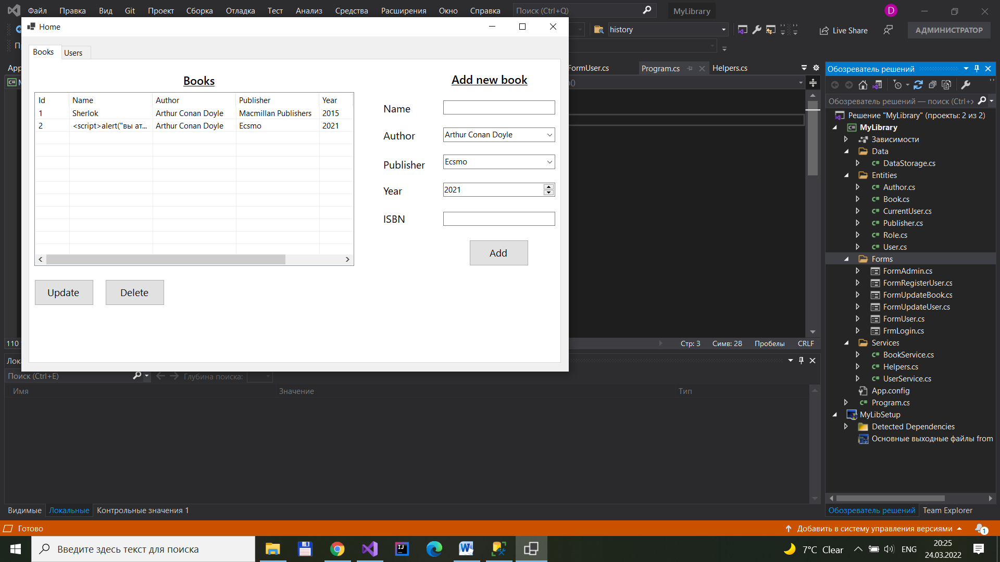 Файл Правка Вид Git Проект Сборка Отладка Тест Анализ Средства Расширения Окно Справка Поиск (Ctrl+Q) MyLibrary D
Home
history Live Share АДМИНИСТРАТОР
Books Users
FormUser.cs Program.cs Helpers.cs
Books
Add new book
Id Name Author Publisher Year
1 Sherlok Arthur Conan Doyle Macmillan Publishers 2015
2 <script>alert("вы ат... Arthur Conan Doyle Ecsmo 2021
Name
Author Arthur Conan Doyle
Publisher Ecsmo
Year 2021
ISBN
Add
Update Delete
110 Стр: 3 Симв: 28 Пробелы CRLF
Поиск (Ctrl+E) Глубина поиска:
Имя Значение Тип
Видимые Локальные Контрольные значения 1
Обозреватель решений
Обозреватель решений — поиск (Ctrl+ж
Решение "MyLibrary" (проекты: 2 из 2)
MyLibrary
Зависимости
Data
DataStorage.cs
Entities
Author.cs
Book.cs
CurrentUser.cs
Publisher.cs
Role.cs
User.cs
Forms
FormAdmin.cs
FormRegisterUser.cs
FormUpdateBook.cs
FormUpdateUser.cs
FormUser.cs
FrmLogin.cs
Services
BookService.cs
Helpers.cs
UserService.cs
App.config
Program.cs
MyLibSetup
Detected Dependencies
Основные выходные файлы from
Обозреватель решений Team Explorer
Готово Добавить в систему управления версиями 1
Введите здесь текст для поиска 7°C Clear ENG 20:25
24.03.2022